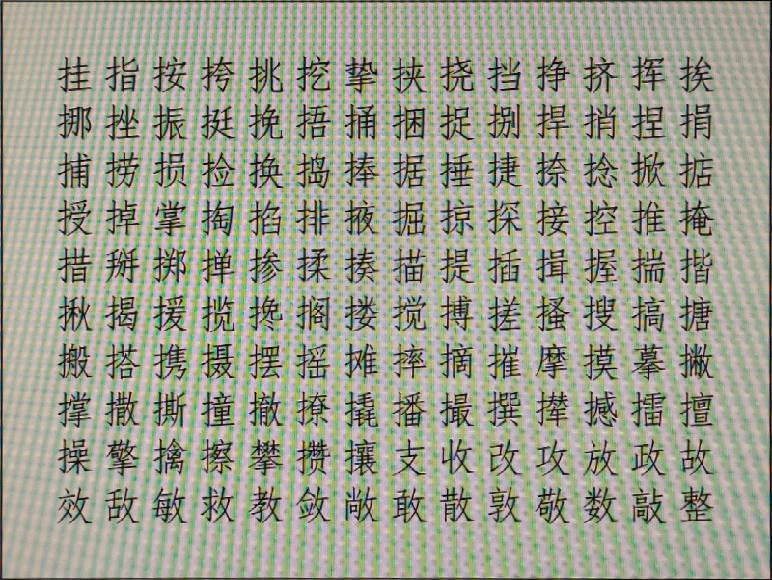 挂指按挎挑挖挚挟挠挡挣挤挥挨
挪挫振挺挽捂捅捆捉捌捍捎捏捐
捕捞损捡换捣捧据捶捷捺捻掀掂
授掉掌掏掐排掖掘掠探接控推掩
措掰掷掸掺揉揍描提插揖握揣揩
揪揭援揽搀搁搂搅搏搓搔搜搞搪
搬搭携摄摆摇摊摔摘摧摩摸摹撇
撑撒撕撞撤撩撬播撮撰撵撼擂擅
操擎擒擦攀攒攘支收改攻放政故
效敌敏救教敛敞敢散敦敬数敲整